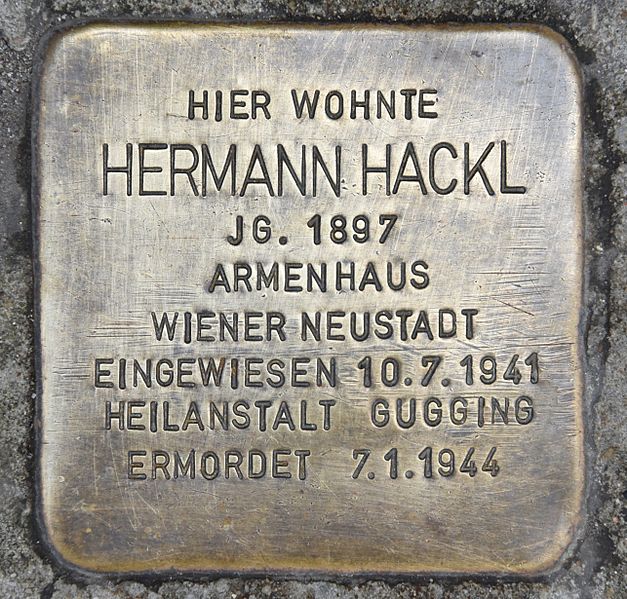 HIER WOHNTE
HERMANN HACKL
JG. 1897
ARMENHAUS
WIENER NEUSTADT
EINGEWIESEN 10.7.1941
HEILANSTALT GUGGING
ERMORDET 7.1.1944